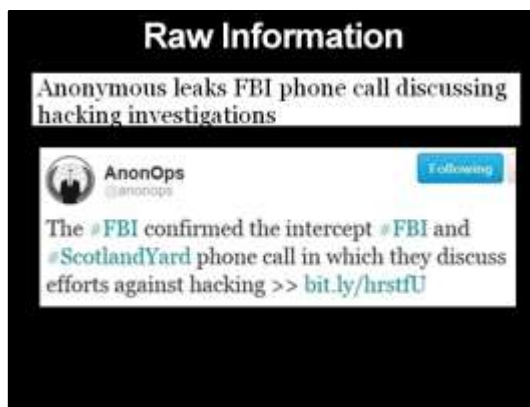 Raw Information
Anonymous leaks FBI phone call discussing
hacking investigations
AnonOps
Following
@anonops
The #FBI confirmed the intercept #FBI and
#ScotlandYard phone call in which they discuss
efforts against hacking >> bit.ly/hrstfU